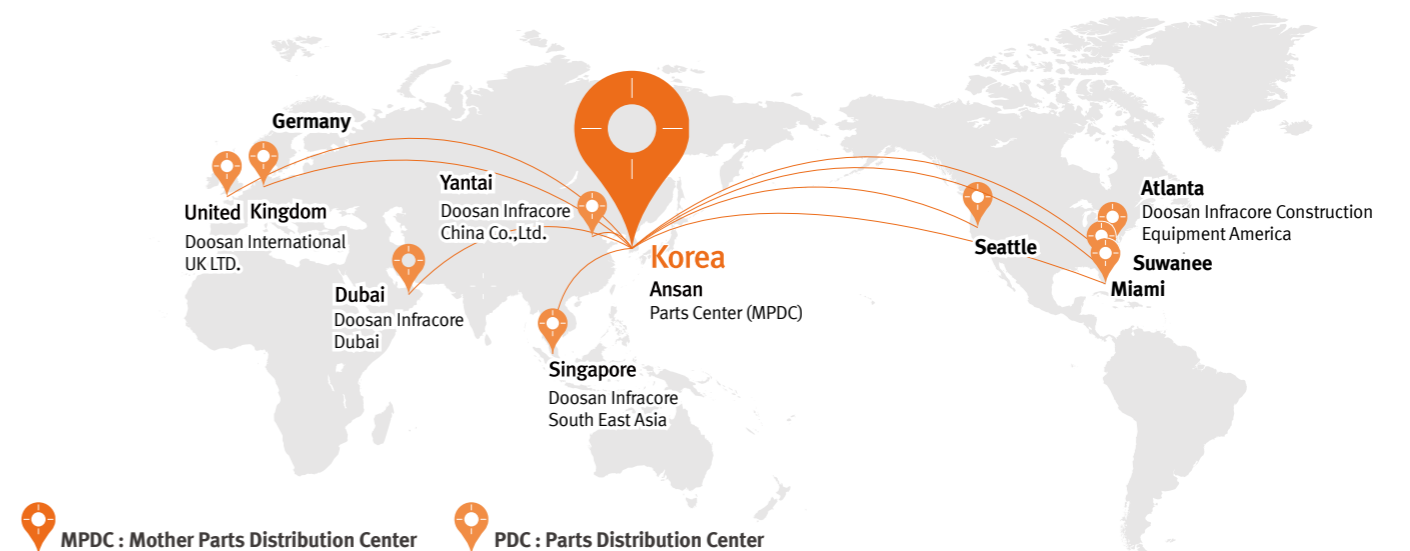 Germany
United Kingdom
Doosan International
UK LTD.
Yantai
Doosan Infracore
China Co.,Ltd.
Dubai
Doosan Infracore
Dubai
Korea
Ansan
Parts Center (MPDC)
Singapore
Doosan Infracore
South East Asia
Seattle
Atlanta
Doosan Infracore Construction
Equipment America
Suwanee
Miami
MPDC : Mother Parts Distribution Center
PDC : Parts Distribution Center